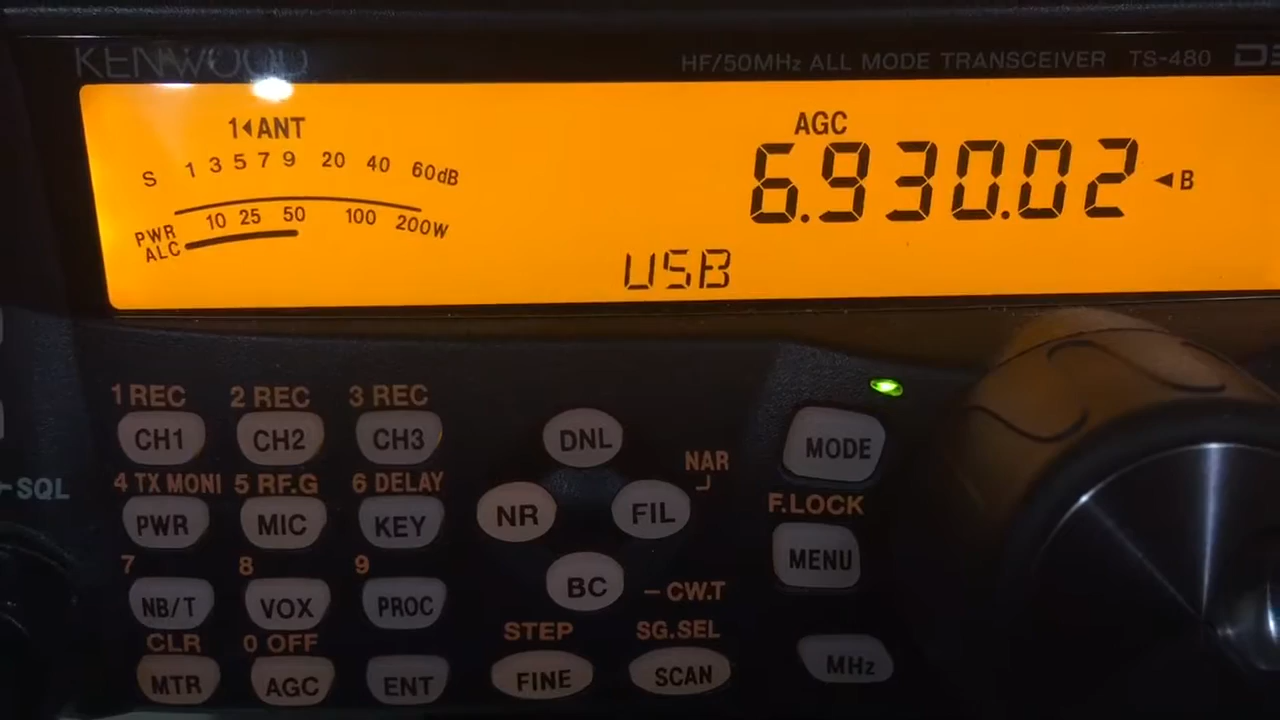 KENWOOD HF/50MHz ALL MODE TRANSCEIVER TS-480
1◄ANT AGC
S 1 3 5 7 9 20 40 60dB
6.930.02 ◄B
PWR 10 25 50 100 200W
ALC
USB
1 REC 2 REC 3 REC
CH1 CH2 CH3 DNL MODE
SQL 4 TX MONI 5 RF.G 6 DELAY NAR F.LOCK
PWR MIC KEY NR FIL
7 8 9 MENU
NB/T VOX PROC BC CW.T
CLR 0 OFF STEP SG.SEL
MTR AGC ENT FINE SCAN MHz